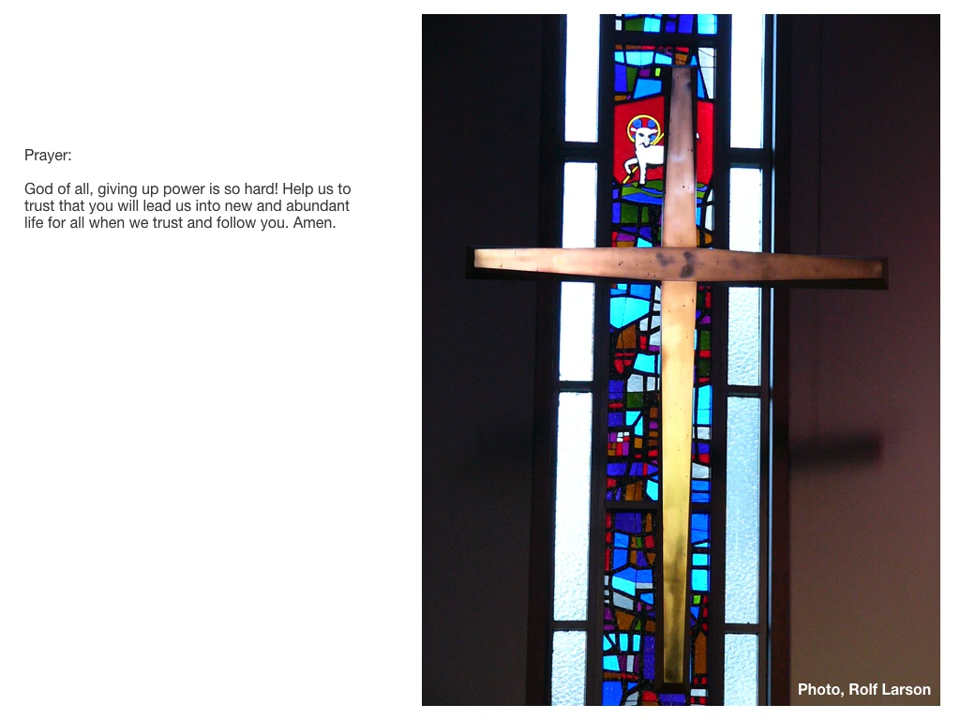 Prayer:
God of all, giving up power is so hard! Help us to
trust that you will lead us into new and abundant
life for all when we trust and follow you. Amen.
Photo, Rolf Larson